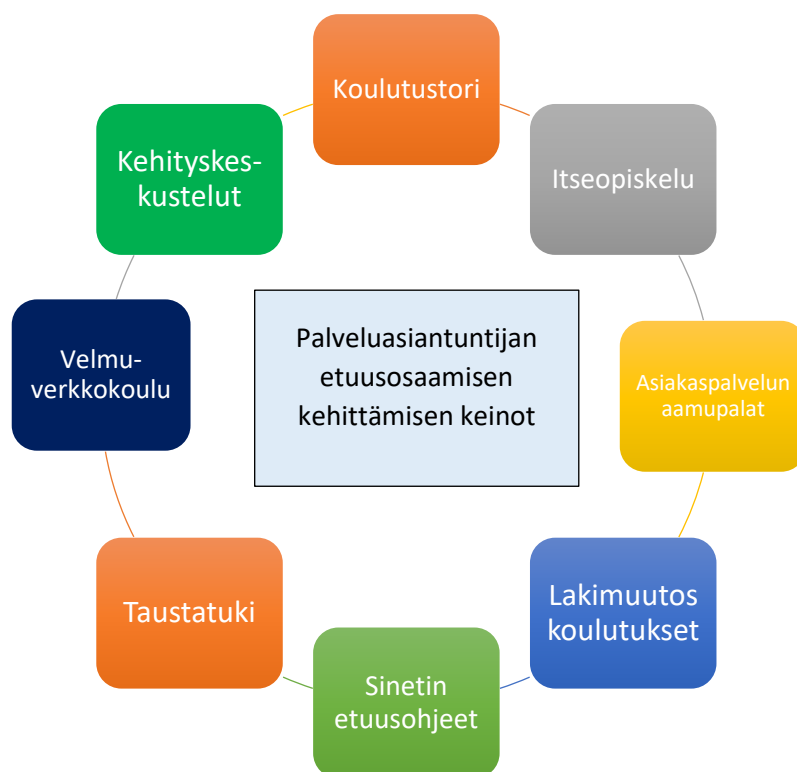 Koulutustori
Itseopiskelu
Asiakaspalvelun
aamupalat
Lakimuutos
koulutukset
Sinetin
etuusohjeet
Taustatuki
Velmu-
verkkokoulu
Kehityskes-
kustelut
Palveluasiantuntijan
etuusosaamisen
kehittämisen keinot